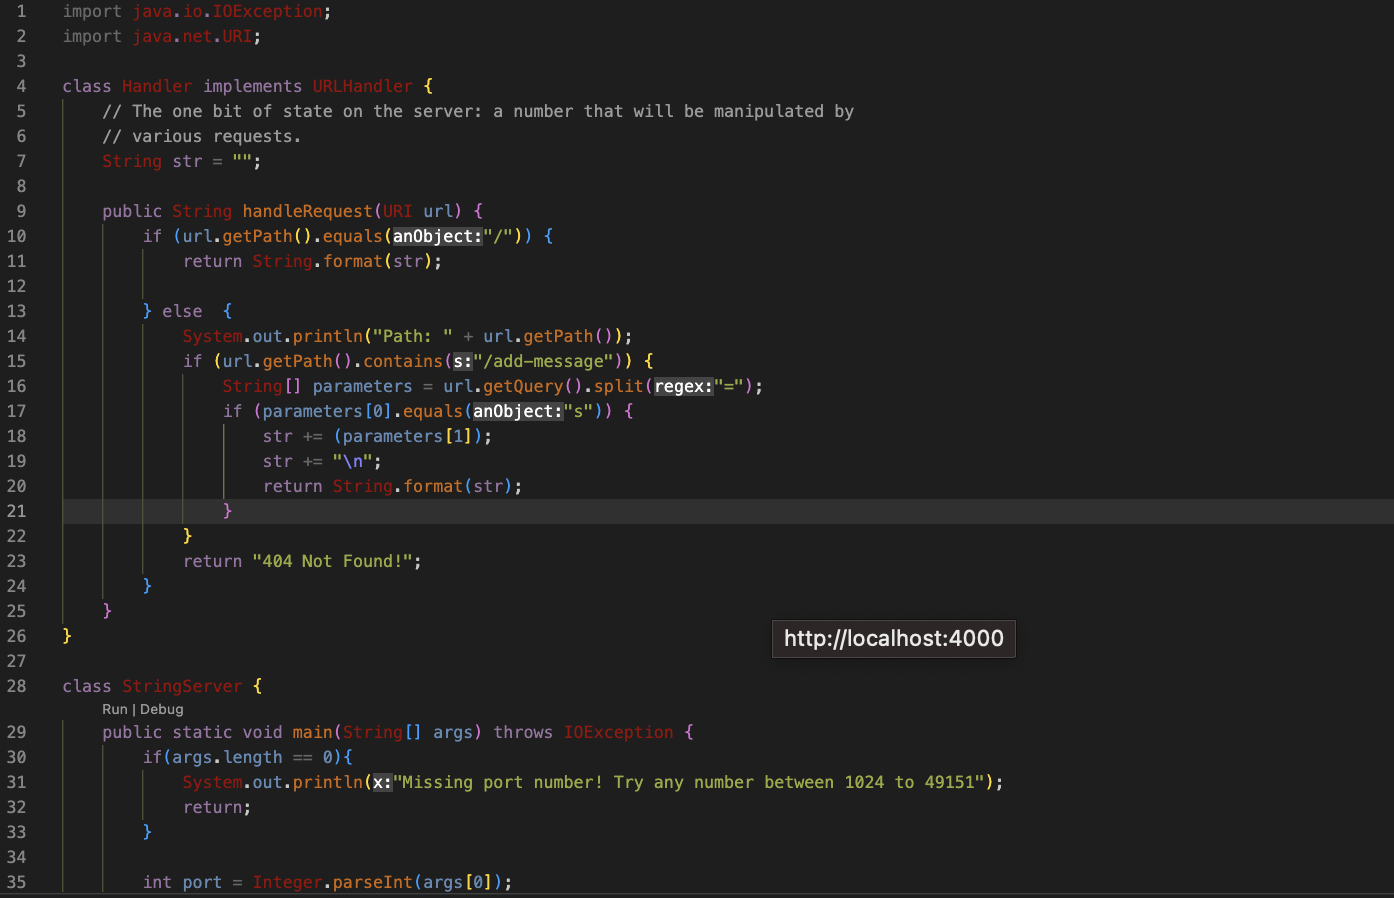 1 import java.io.IOException;
2 import java.net.URI;
3
4 class Handler implements URLHandler {
5 // The one bit of state on the server: a number that will be manipulated by
6 // various requests.
7 String str = "";
8
9 public String handleRequest(URI url) {
10 if (url.getPath().equals(anObject:"/")) {
11 return String.format(str);
12
13 } else  {
14 System.out.println("Path: " + url.getPath());
15 if (url.getPath().contains(s:"/add-message")) {
16 String[] parameters = url.getQuery().split(regex:"=");
17 if (parameters[0].equals(anObject:"s")) {
18 str += (parameters[1]);
19 str += "\n";
20 return String.format(str);
21 }
22 }
23 return "404 Not Found!";
24 }
25 }
26 }
http://localhost:4000
27
28 class StringServer {
Run | Debug
29 public static void main(String[] args) throws IOException {
30 if(args.length == 0){
31 System.out.println(x:"Missing port number! Try any number between 1024 to 49151");
32 return;
33 }
34
35 int port = Integer.parseInt(args[0]);